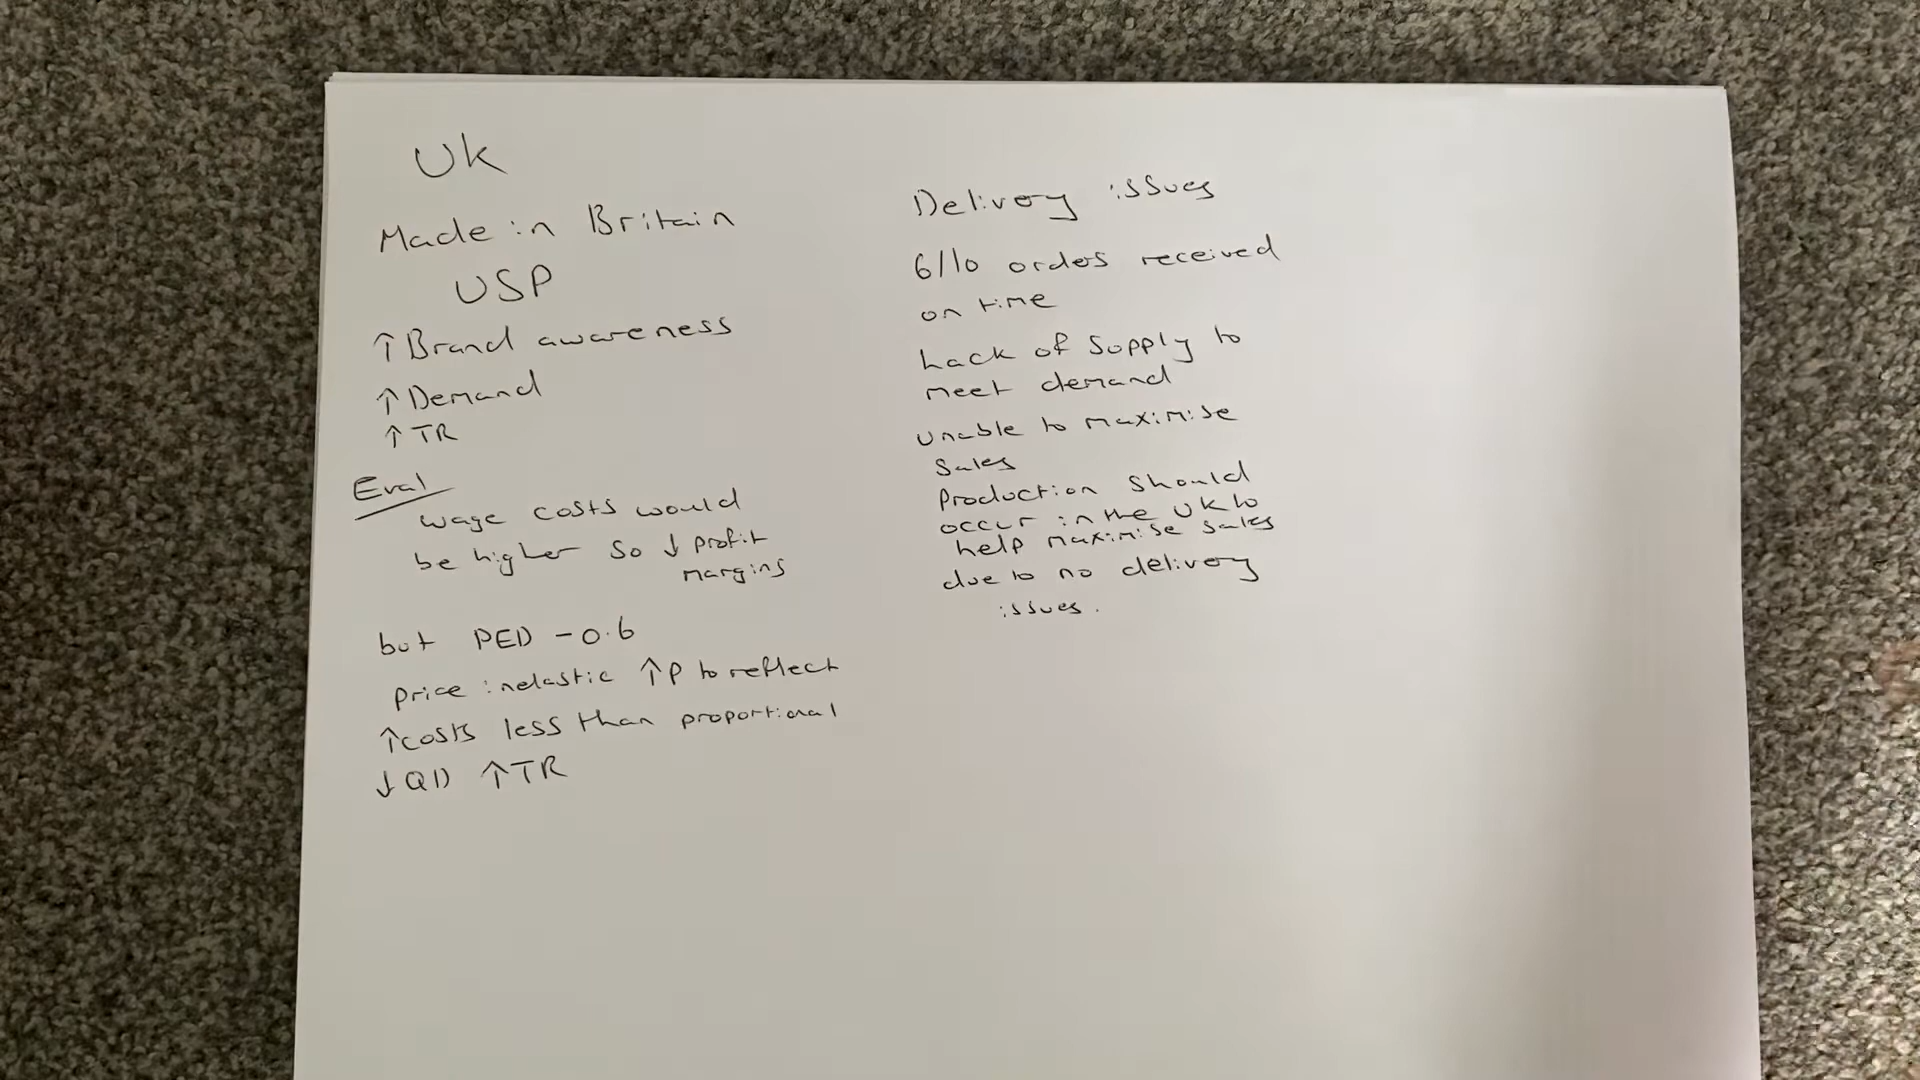 UK
Made in Britain
USP
↑ Brand awareness
↑ Demand
↑ TR
Eval
wage costs would
be higher so ↓ profit
margins
but PED -0.6
price inelastic ↑P to reflect
↑costs less than proportional
↓ QD ↑TR
Delivery issues
6/10 orders received
on time
Lack of supply to
meet demand
Unable to maximise
sales
Production should
occur in the UK to
help maximise sales
due to no delivery
issues.